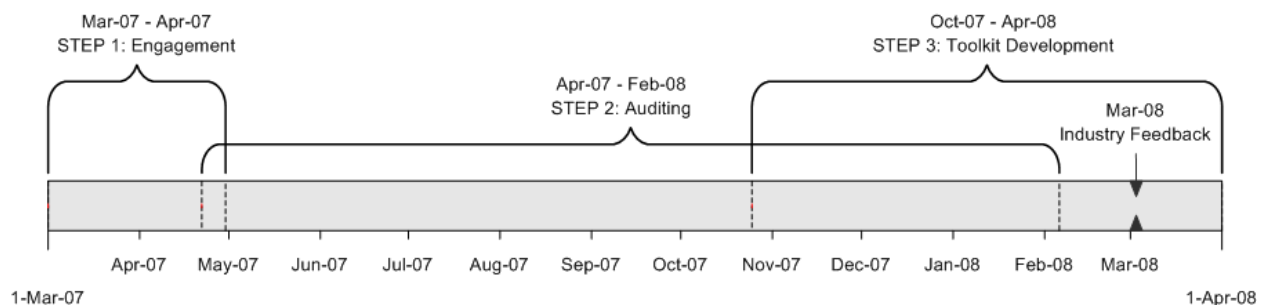 Mar-07 - Apr-07
STEP 1: Engagement
Oct-07 - Apr-08
STEP 3: Toolkit Development
Apr-07 - Feb-08
STEP 2: Auditing
Mar-08
Industry Feedback
Apr-07 May-07 Jun-07 Jul-07 Aug-07 Sep-07 Oct-07 Nov-07 Dec-07 Jan-08 Feb-08 Mar-08
1-Mar-07 1-Apr-08